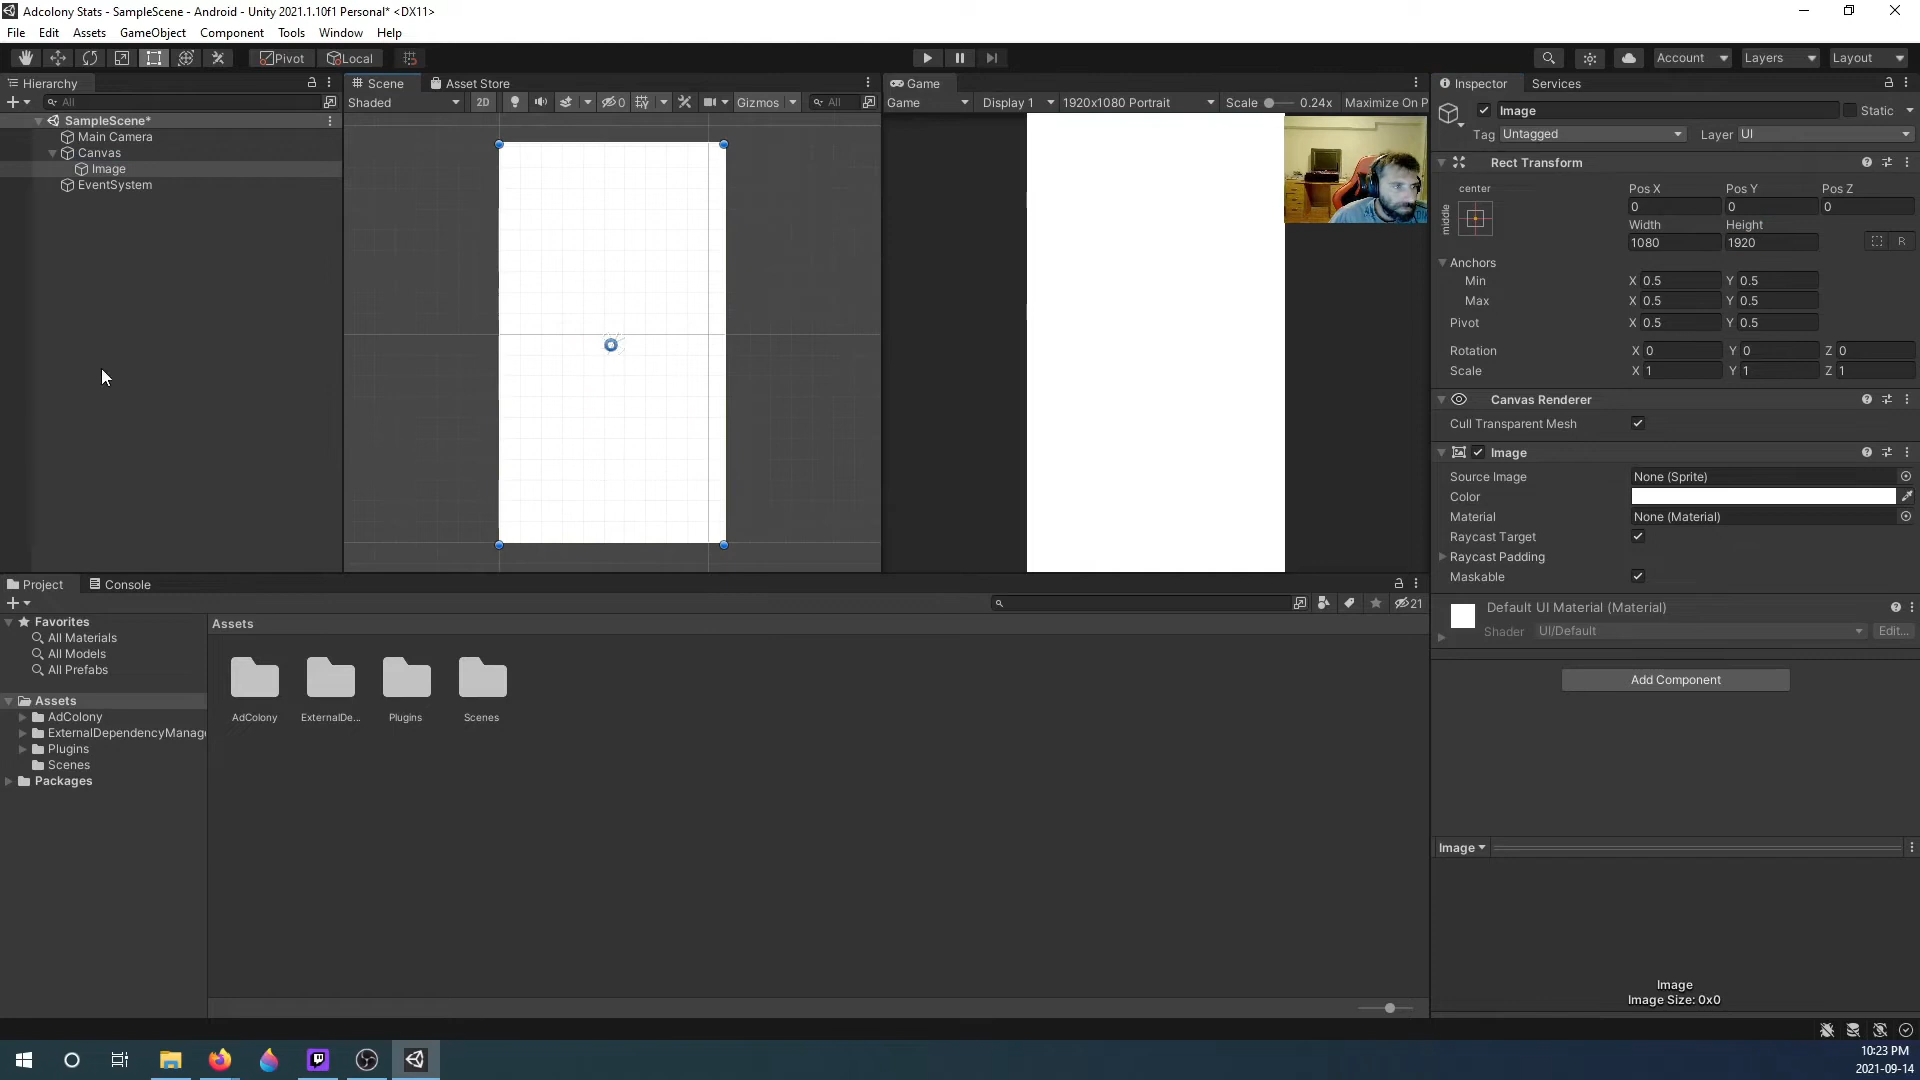 Adcolony Stats - SampleScene - Android - Unity 2021.1.10f1 Personal* <DX11>
File Edit Assets GameObject Component Tools Window Help
Pivot Local Account Layers Layout
Hierarchy Scene Asset Store Game Inspector Services
All Shaded 2D 0 Gizmos All Game Display 1 1920x1080 Portrait Scale 0.24x Maximize On P
SampleScene*
Main Camera
Canvas
Image
EventSystem
Image Static
Tag Untagged Layer UI
Rect Transform
center
middle
Pos X Pos Y Pos Z
0 0 0
Width Height
1080 1920 R
Anchors
Min X 0.5 Y 0.5
Max X 0.5 Y 0.5
Pivot X 0.5 Y 0.5
Rotation X 0 Y 0 Z 0
Scale X 1 Y 1 Z 1
Canvas Renderer
Cull Transparent Mesh
Image
Source Image None (Sprite)
Color
Material None (Material)
Raycast Target
Raycast Padding
Maskable
Default UI Material (Material)
Shader UI/Default Edit...
Add Component
Image
Image
Image Size: 0x0
Project Console
21
Favorites
All Materials
All Models
All Prefabs
Assets
AdColony
ExternalDependencyManage
Plugins
Scenes
Packages
Assets
AdColony ExternalDe... Plugins Scenes
10:23 PM
2021-09-14